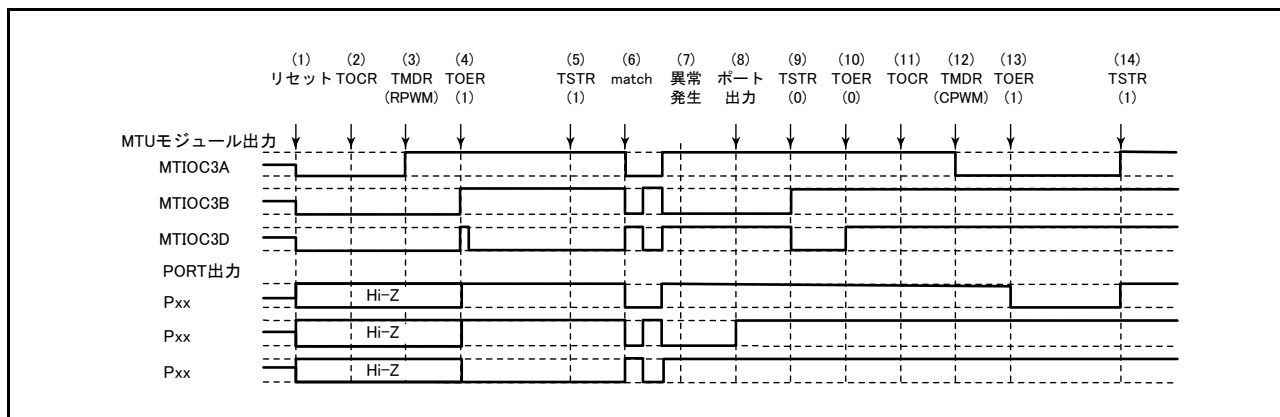 (1) (2) (3) (4) (5) (6) (7) (8) (9) (10) (11) (12) (13) (14)
リセット TOCR TMDR TOER TSTR match 異常 ポート TSTR TOER TOCR TMDR TOER TSTR
(RPWM) (1) (1) 発生 出力 (0) (0) (CPWM) (1) (1)
MTUモジュール出力
MTIOC3A
MTIOC3B
MTIOC3D
PORT出力
Pxx Hi-Z
Pxx Hi-Z
Pxx Hi-Z